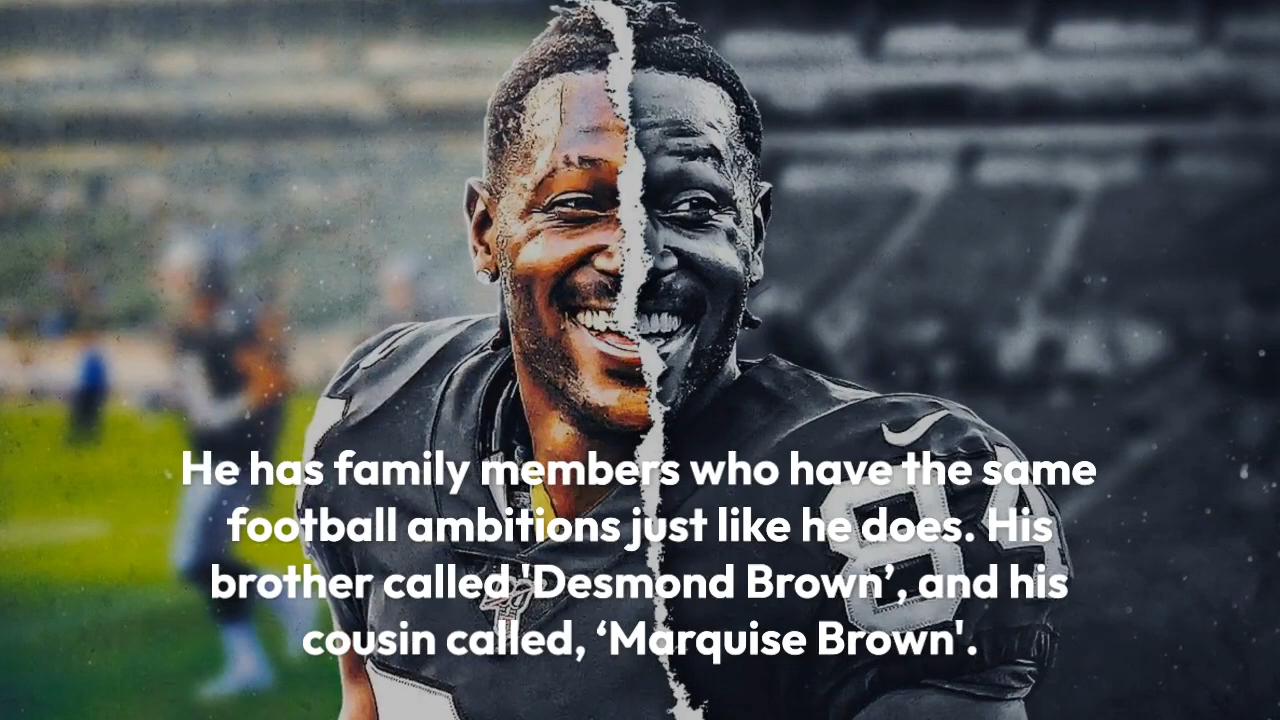 He has family members who have the same
football ambitions just like he does. His
brother called 'Desmond Brown’, and his
cousin called, ‘Marquise Brown'.
84